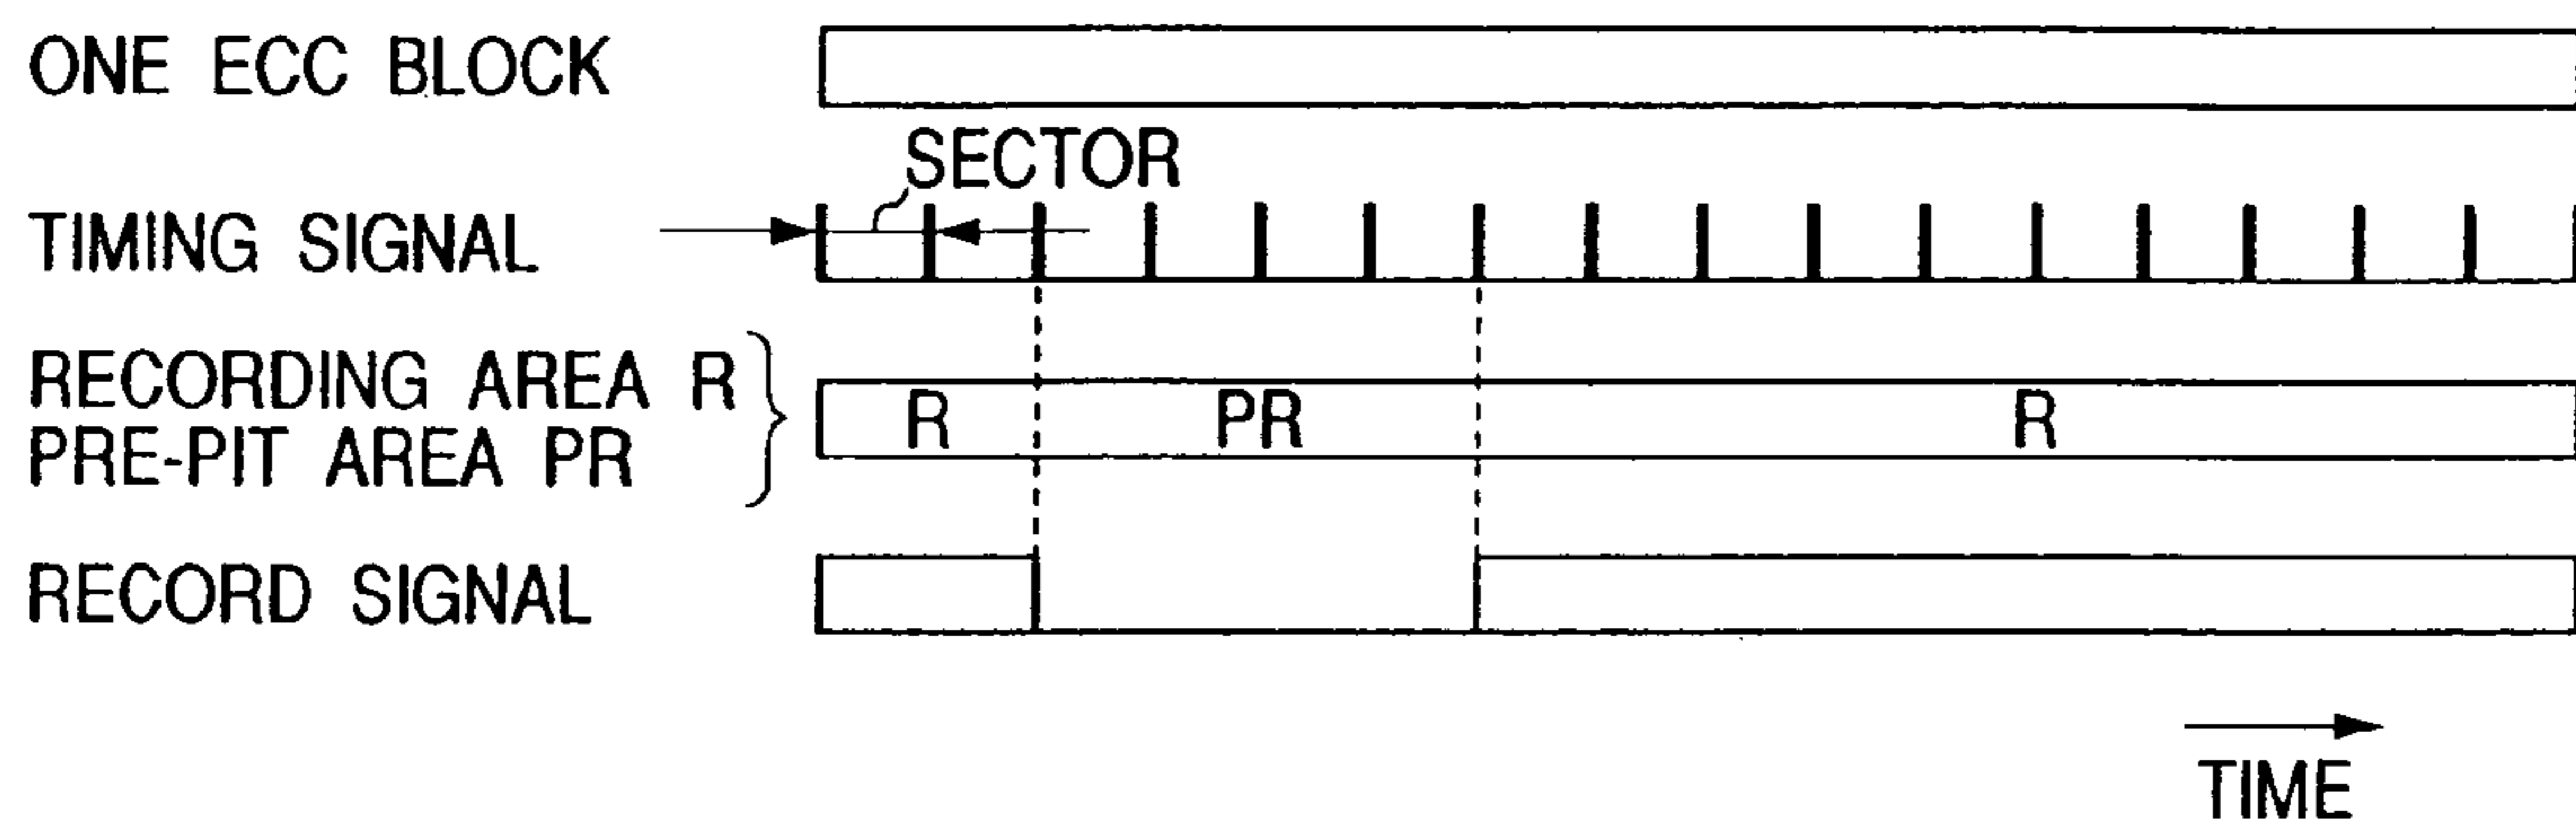 ONE ECC BLOCK
SECTOR
TIMING SIGNAL
RECORDING AREA R
PRE-PIT AREA PR
R
PR
R
RECORD SIGNAL
TIME